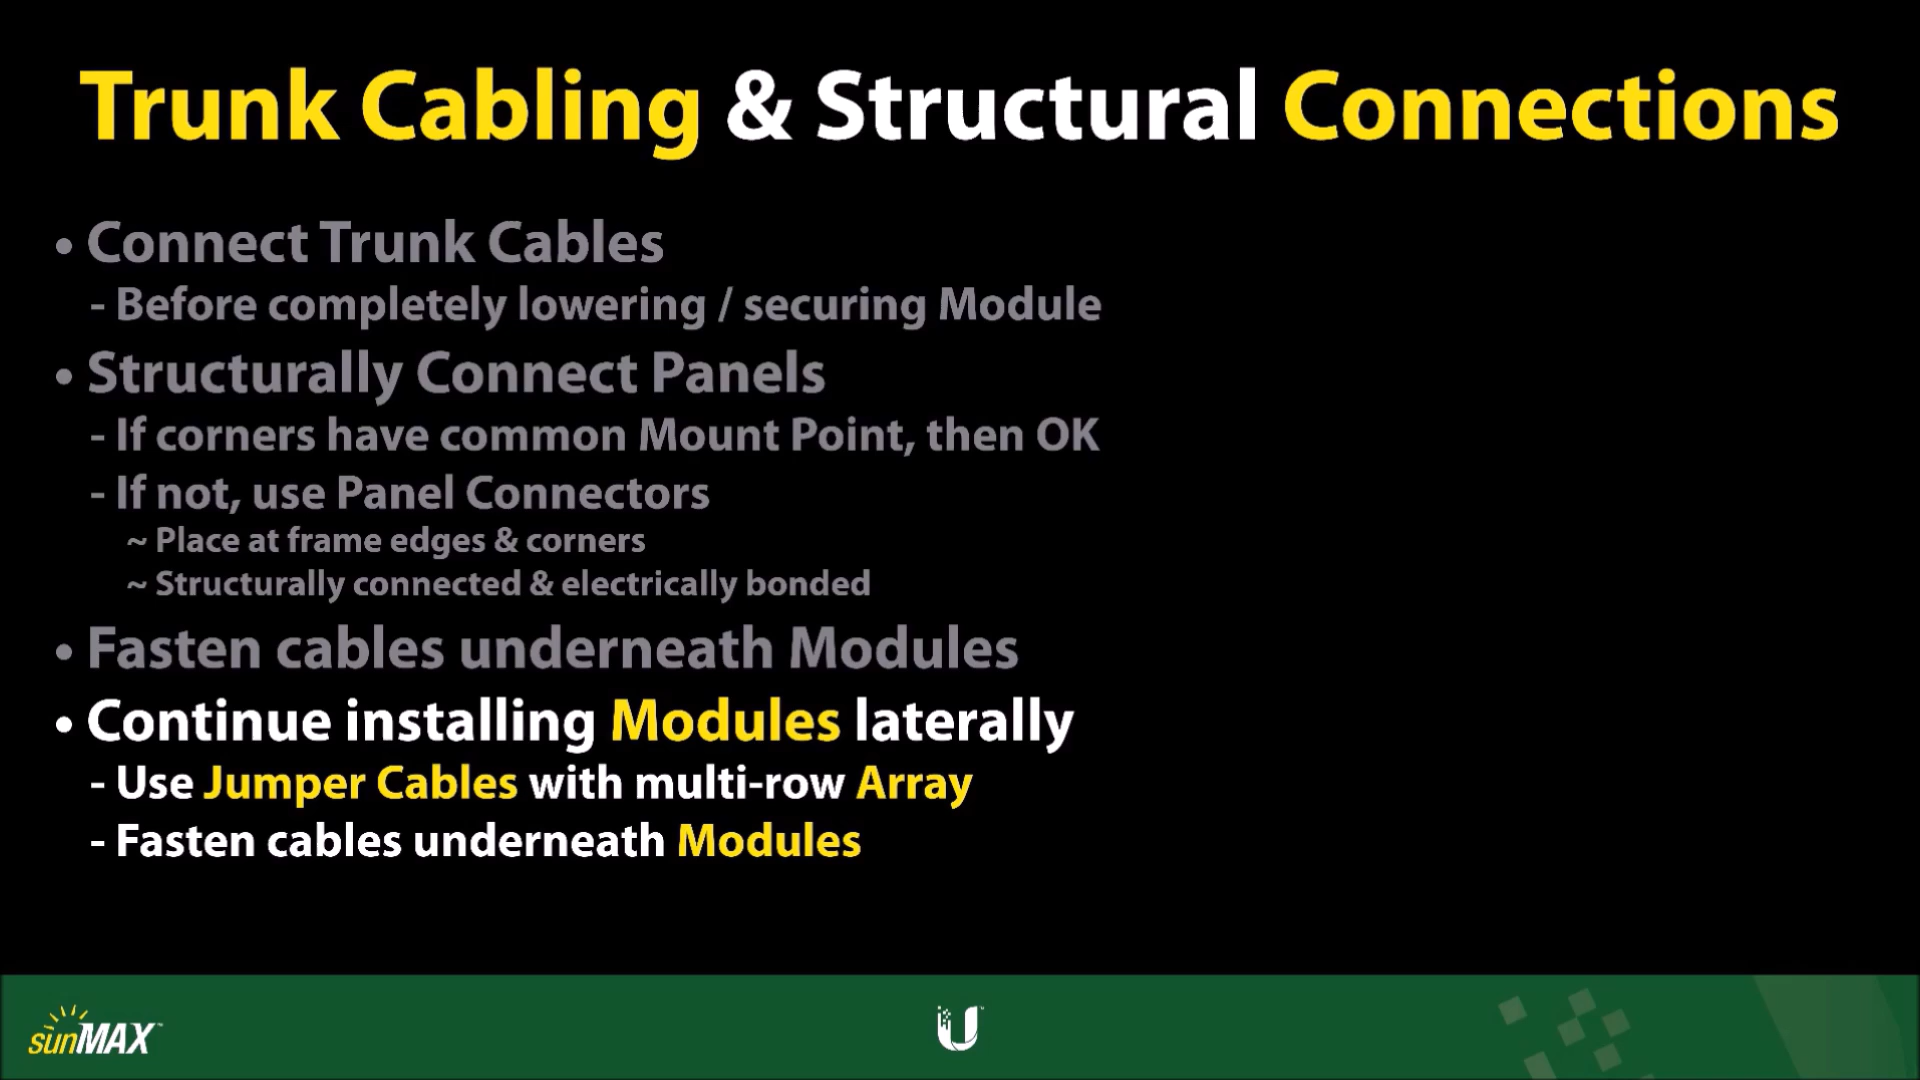 Trunk Cabling & Structural Connections
• Connect Trunk Cables
- Before completely lowering / securing Module
• Structurally Connect Panels
- If corners have common Mount Point, then OK
- If not, use Panel Connectors
~ Place at frame edges & corners
~ Structurally connected & electrically bonded
• Fasten cables underneath Modules
• Continue installing Modules laterally
- Use Jumper Cables with multi-row Array
- Fasten cables underneath Modules
sunMAX™
U™